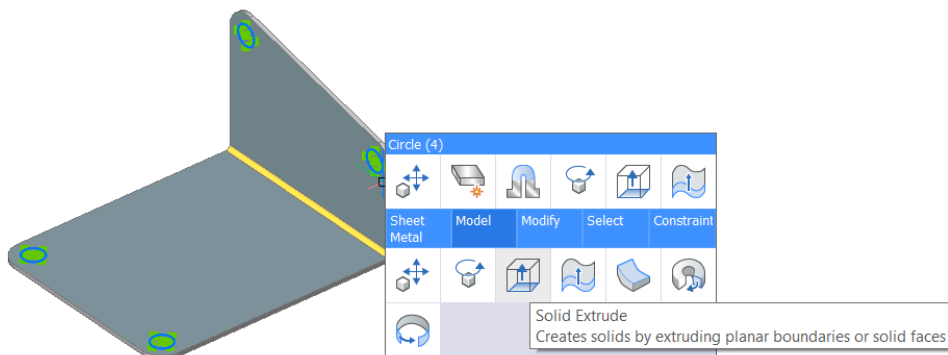 Circle (4)
Sheet Metal Model Modify Select Constraint
Solid Extrude
Creates solids by extruding planar boundaries or solid faces